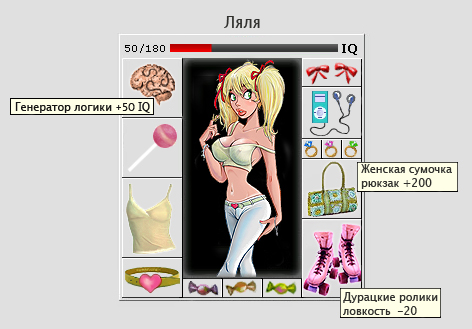 Ляля
50/180 IQ
Генератор логики +50 IQ
Женская сумочка
рюкзак +200
Дурацкие ролики
ловкость -20